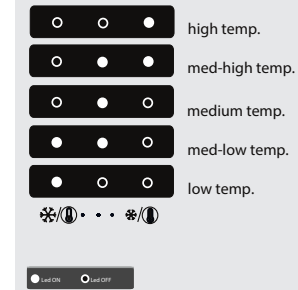 high temp.
med-high temp.
medium temp.
med-low temp.
low temp.
Led ON Led OFF